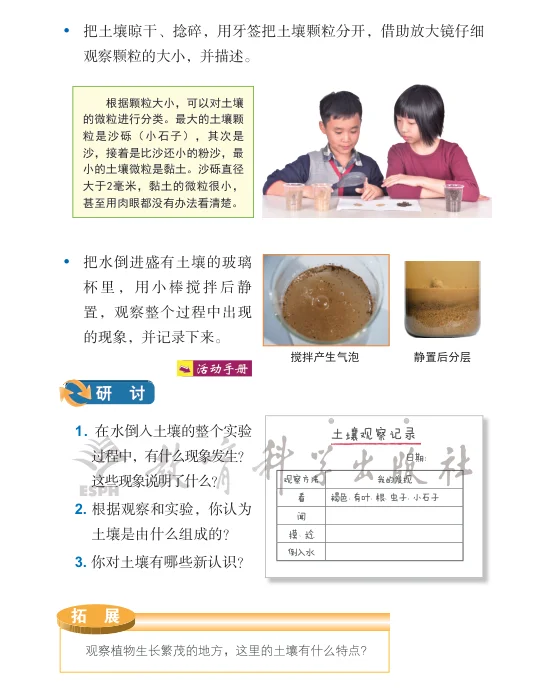 • 把土壤晾干、捻碎，用牙签把土壤颗粒分开，借助放大镜仔细
观察颗粒的大小，并描述。
根据颗粒大小，可以对土壤
的微粒进行分类。最大的土壤颗
粒是沙砾（小石子），其次是
沙，接着是比沙还小的粉沙，最
小的土壤微粒是黏土。沙砾直径
大于2毫米，黏土的微粒很小，
甚至用肉眼都没有办法看清楚。
• 把水倒进盛有土壤的玻璃
杯里，用小棒搅拌后静
置，观察整个过程中出现
的现象，并记录下来。
搅拌产生气泡
静置后分层
活动手册
研 讨
1. 在水倒入土壤的整个实验
过程中，有什么现象发生？
这些现象说明了什么？
2. 根据观察和实验，你认为
土壤是由什么组成的？
3. 你对土壤有哪些新认识？
土壤观察记录
日期:
观察方法 我的发现
看 褐色、有叶、根、虫子、小石子
闻
摸、捻
倒入水
ESPH 教育科学出版社
拓 展
观察植物生长繁茂的地方，这里的土壤有什么特点？